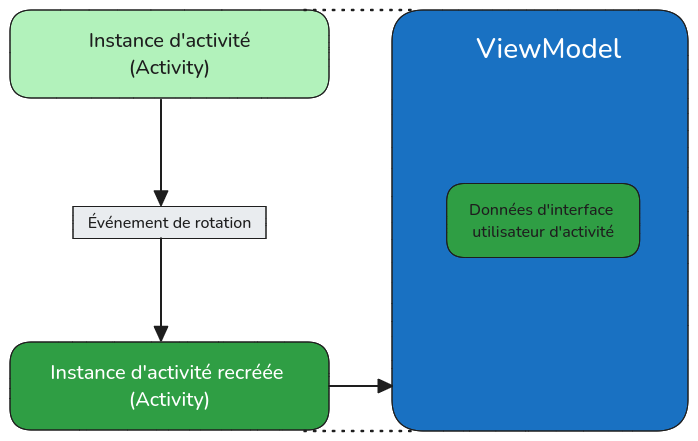 Instance d'activité
(Activity)
ViewModel
Événement de rotation
Données d'interface
utilisateur d'activité
Instance d'activité recréée
(Activity)